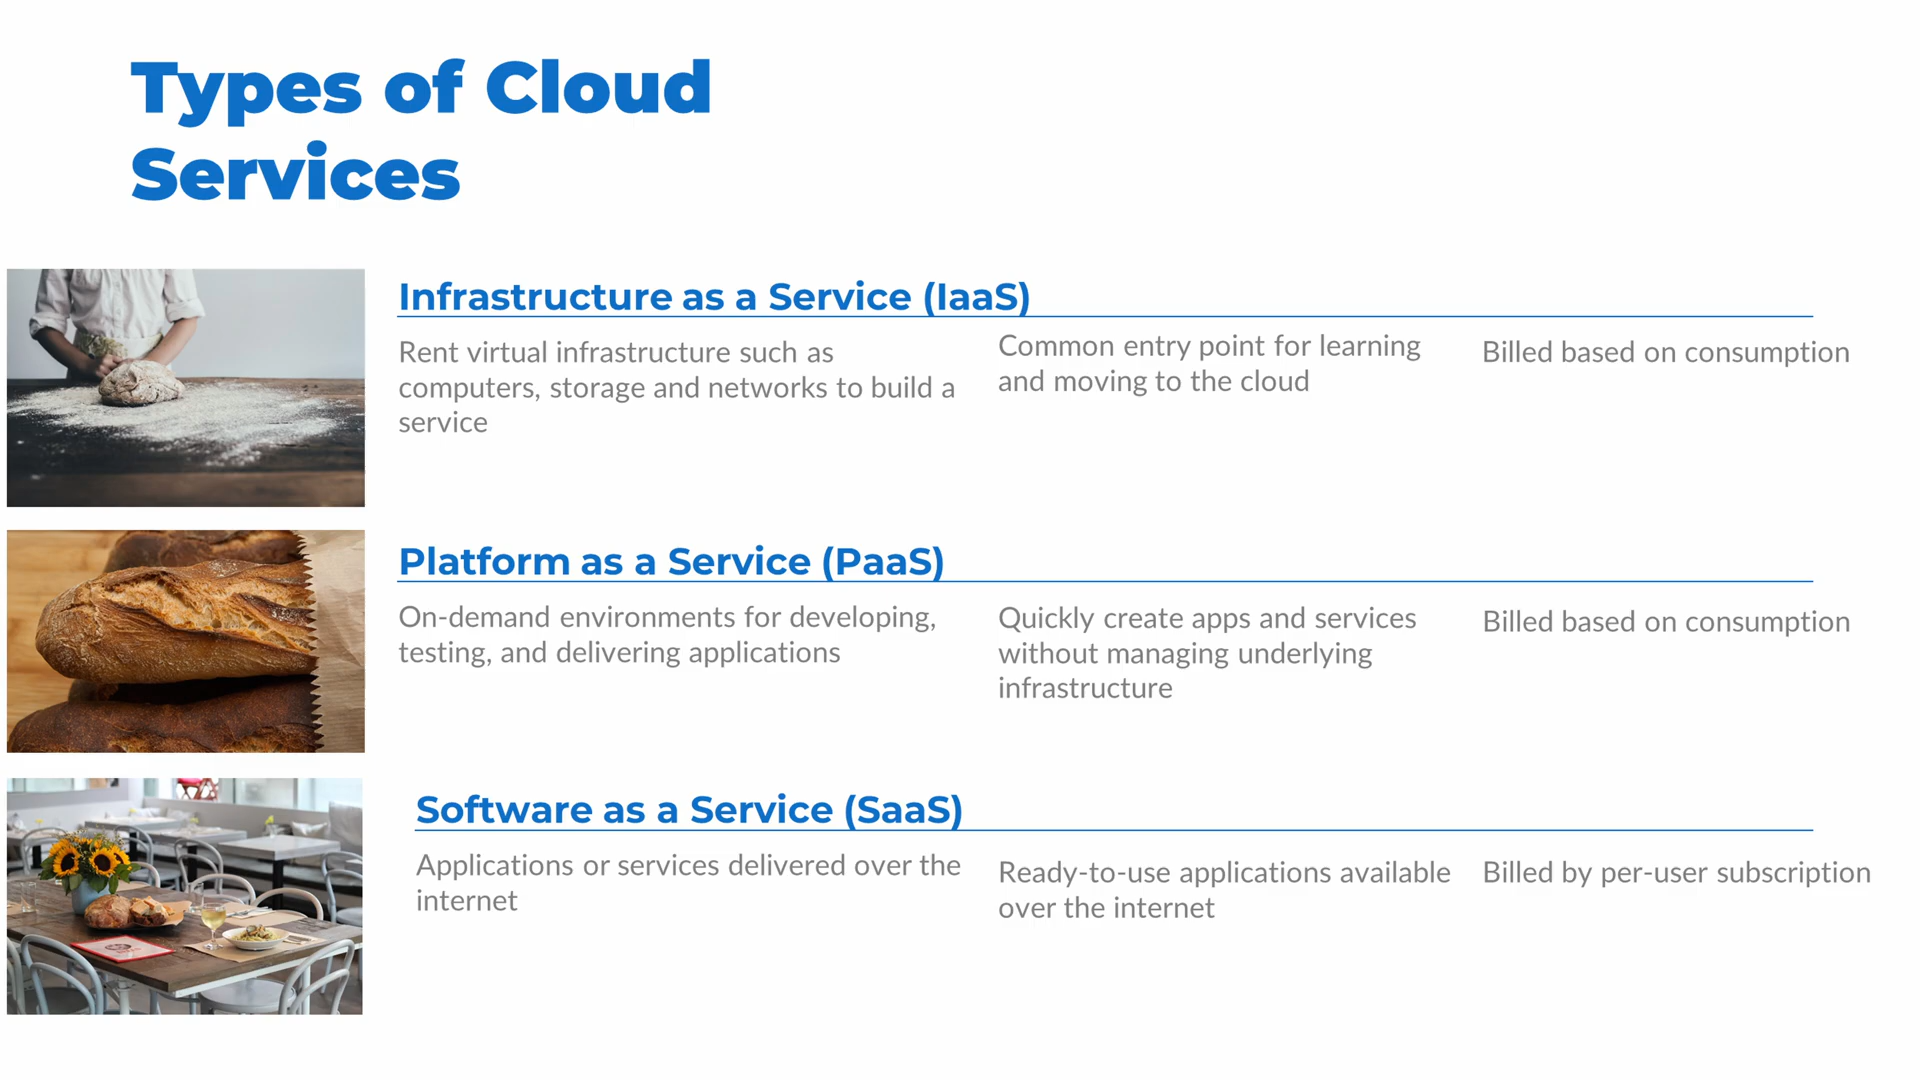 Types of Cloud
Services
Infrastructure as a Service (IaaS)
Rent virtual infrastructure such as
computers, storage and networks to build a
service
Common entry point for learning
and moving to the cloud
Billed based on consumption
Platform as a Service (PaaS)
On-demand environments for developing,
testing, and delivering applications
Quickly create apps and services
without managing underlying
infrastructure
Billed based on consumption
Software as a Service (SaaS)
Applications or services delivered over the
internet
Ready-to-use applications available
over the internet
Billed by per-user subscription